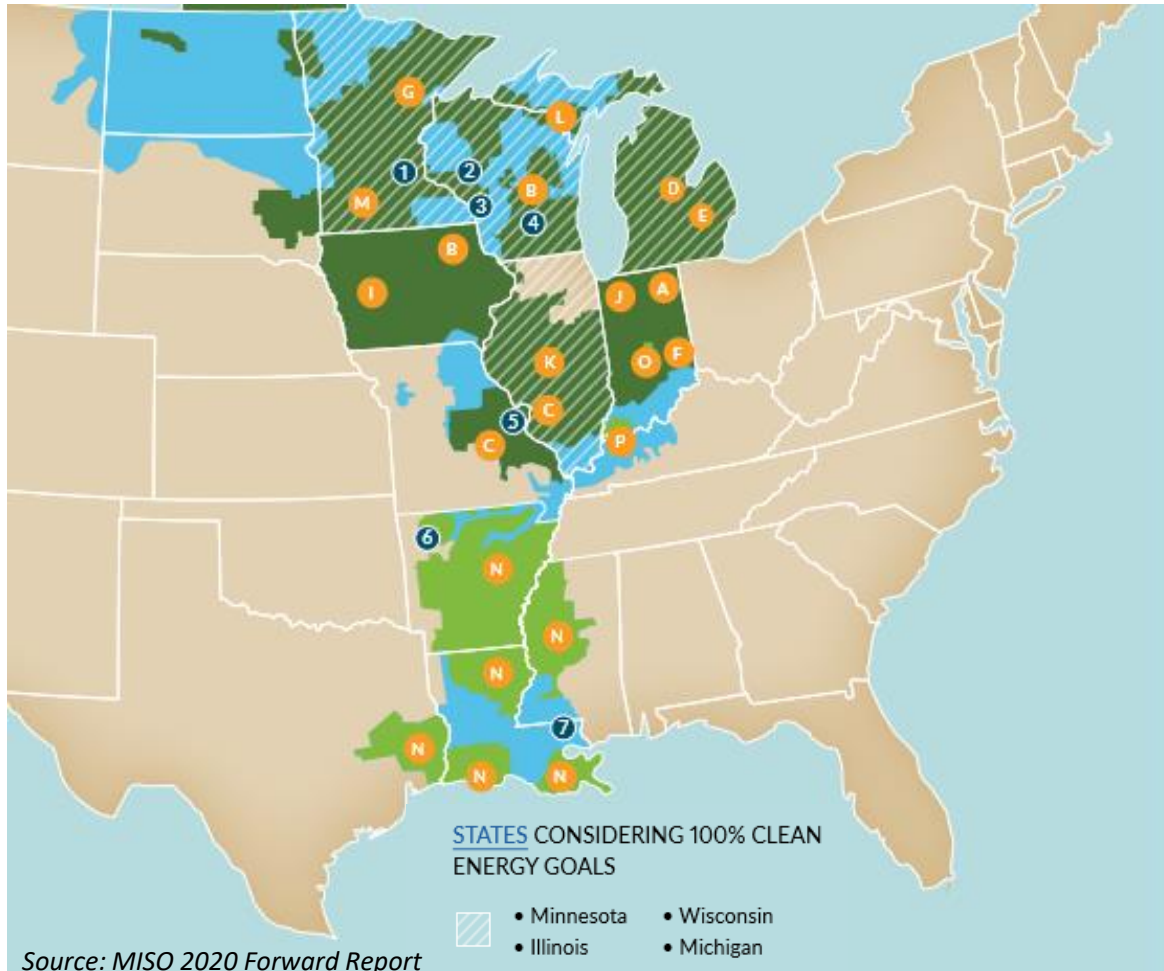 G
L
1
2
B
D
M
3
4
E
B
I
J
A
K
O
F
C
5
P
C
6
N
N
N
7
N
N
N
STATES CONSIDERING 100% CLEAN
ENERGY GOALS
• Minnesota • Wisconsin
• Illinois • Michigan
Source: MISO 2020 Forward Report